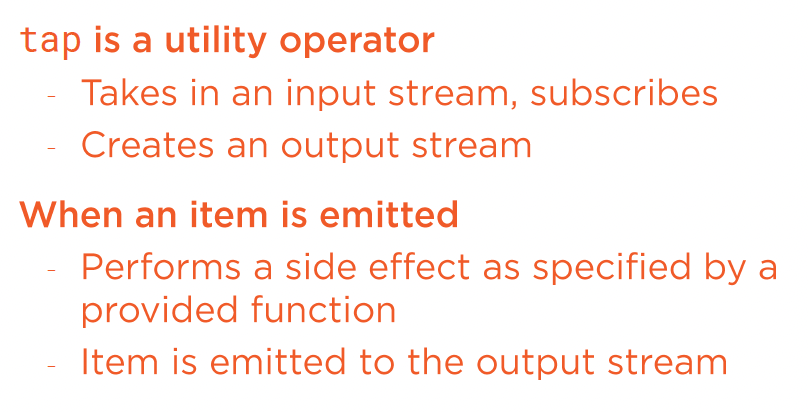 tap is a utility operator
- Takes in an input stream, subscribes
- Creates an output stream
When an item is emitted
- Performs a side effect as specified by a
provided function
- Item is emitted to the output stream